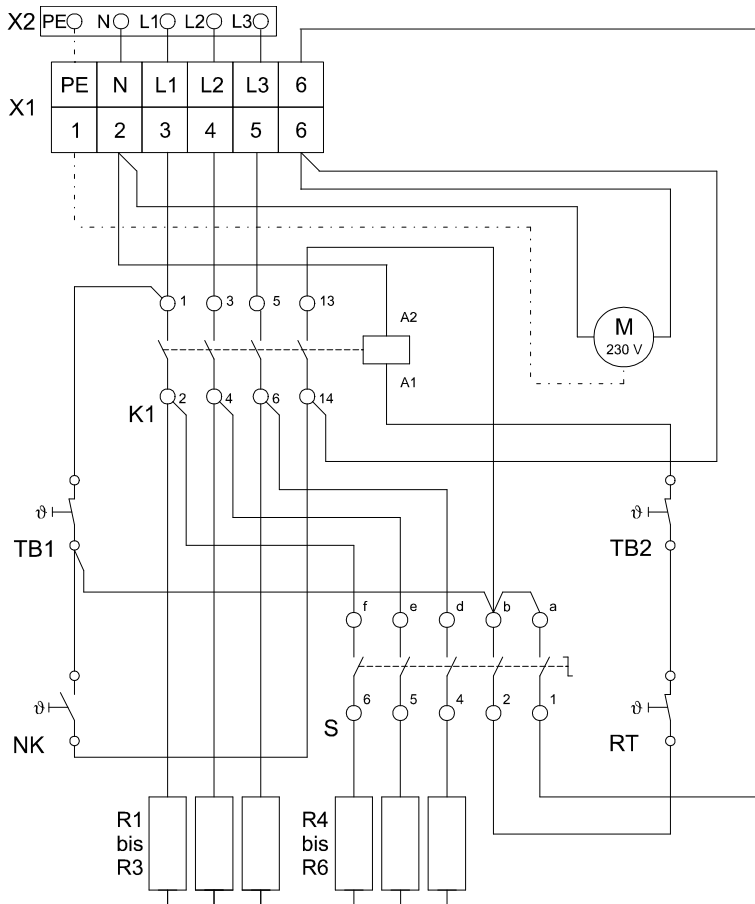 X2 PE N L1 L2 L3
PE N L1 L2 L3 6
X1
1 2 3 4 5 6
1 3 5 13
A2
M
230 V
A1
2 4 6 14
K1
ϑ ϑ
TB1 TB2
f e d b a
6 5 4 2 1
ϑ ϑ
S
NK RT
R1 R4
bis bis
R3 R6